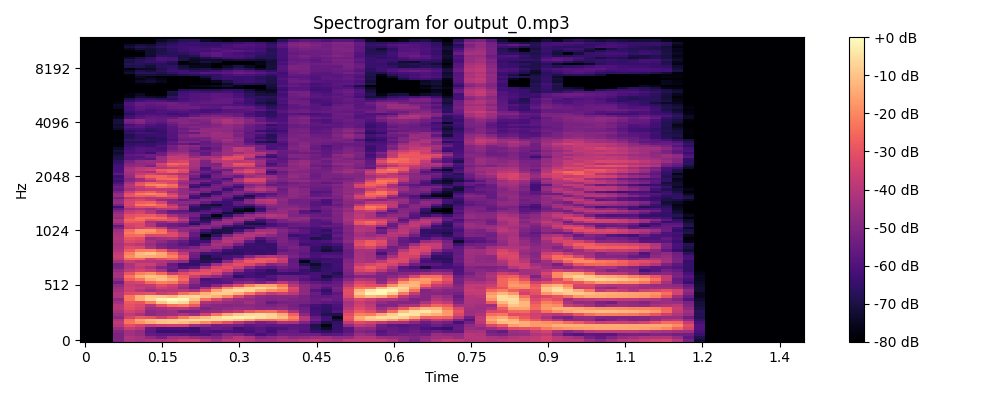 Spectrogram for output_0.mp3
Hz
8192
4096
2048
1024
512
0
0 0.15 0.3 0.45 0.6 0.75 0.9 1.1 1.2 1.4
Time
+0 dB
-10 dB
-20 dB
-30 dB
-40 dB
-50 dB
-60 dB
-70 dB
-80 dB